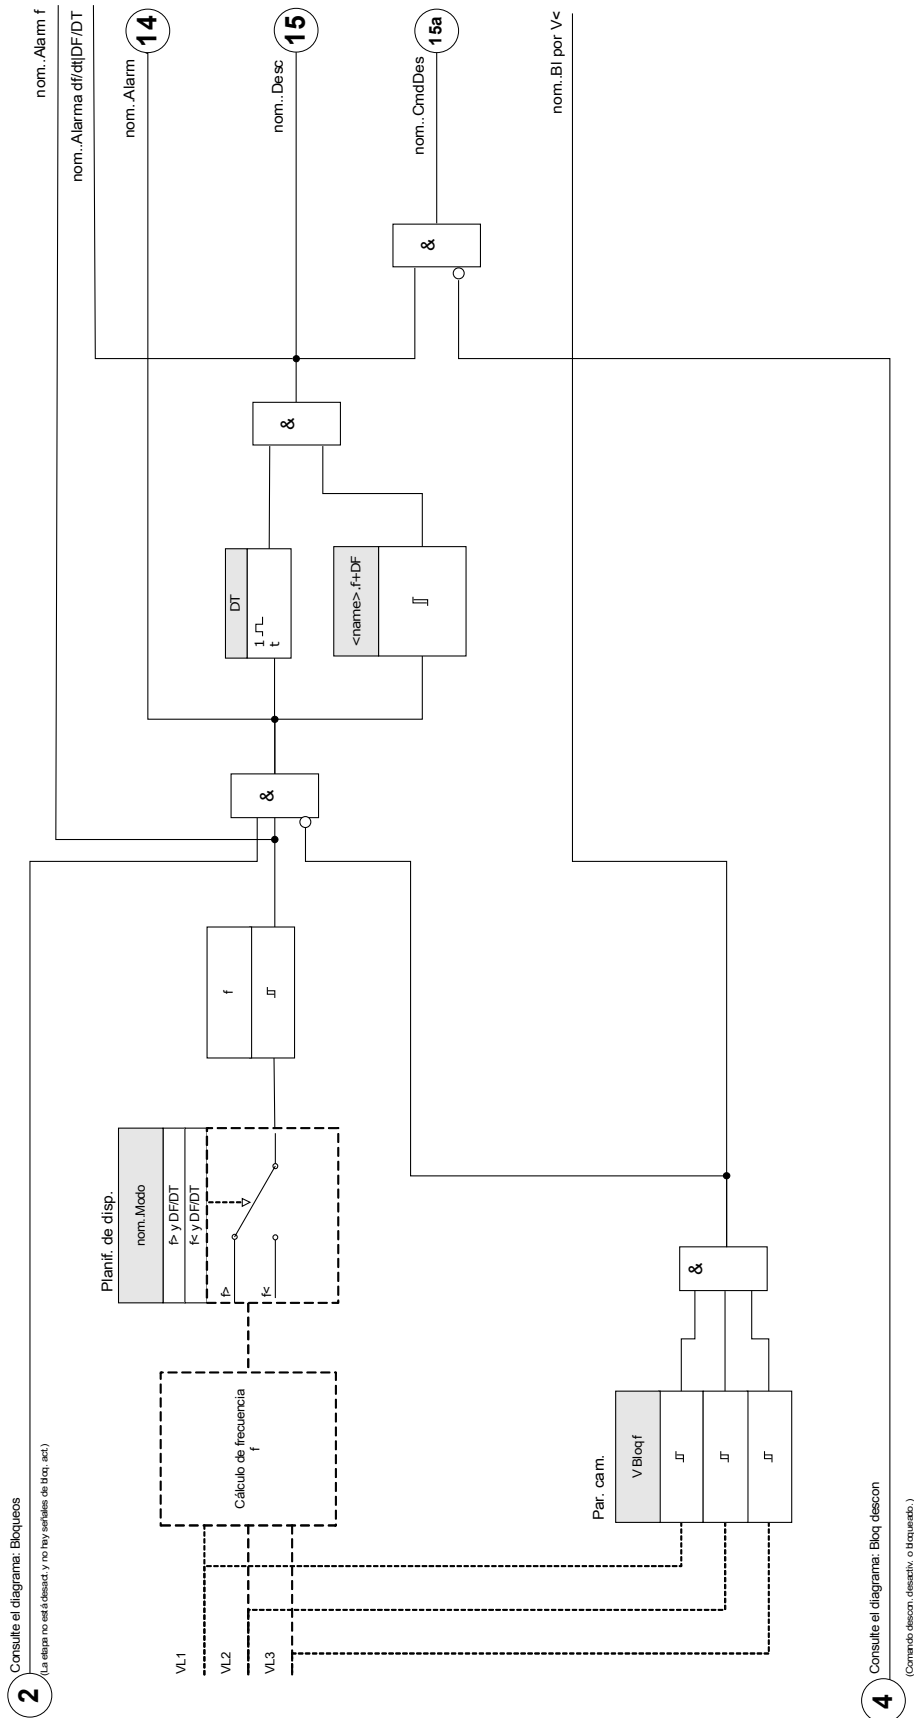 2
Consulte el diagrama: Bloqueos
(La etapa no está desact. y no hay señales de bloq. act.)
VL1
VL2
VL3
Cálculo de frecuencia
f
Planif. de disp.
nom.Modo
f> y DF/DT
f< y DF/DT
f>
f<
f
&
DT
1
t
<name>.f+DF
&
&
nom..Alarm f
nom..Alarma df/dt|DF/DT
nom..Alarm
14
nom..Desc
15
nom..CmdDes
15a
nom..Bl por V<
Par. cam.
V Bloq f
&
4
Consulte el diagrama: Bloq descon
(Comando descon. desactiv. o bloqueado.)